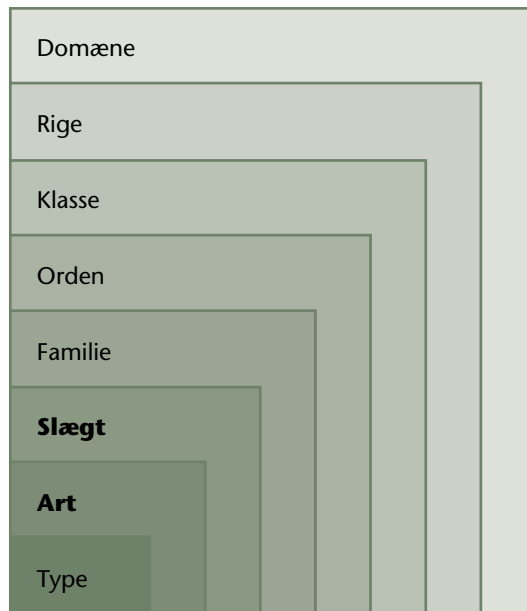 Domæne
Rige
Klasse
Orden
Familie
Slægt
Art
Type